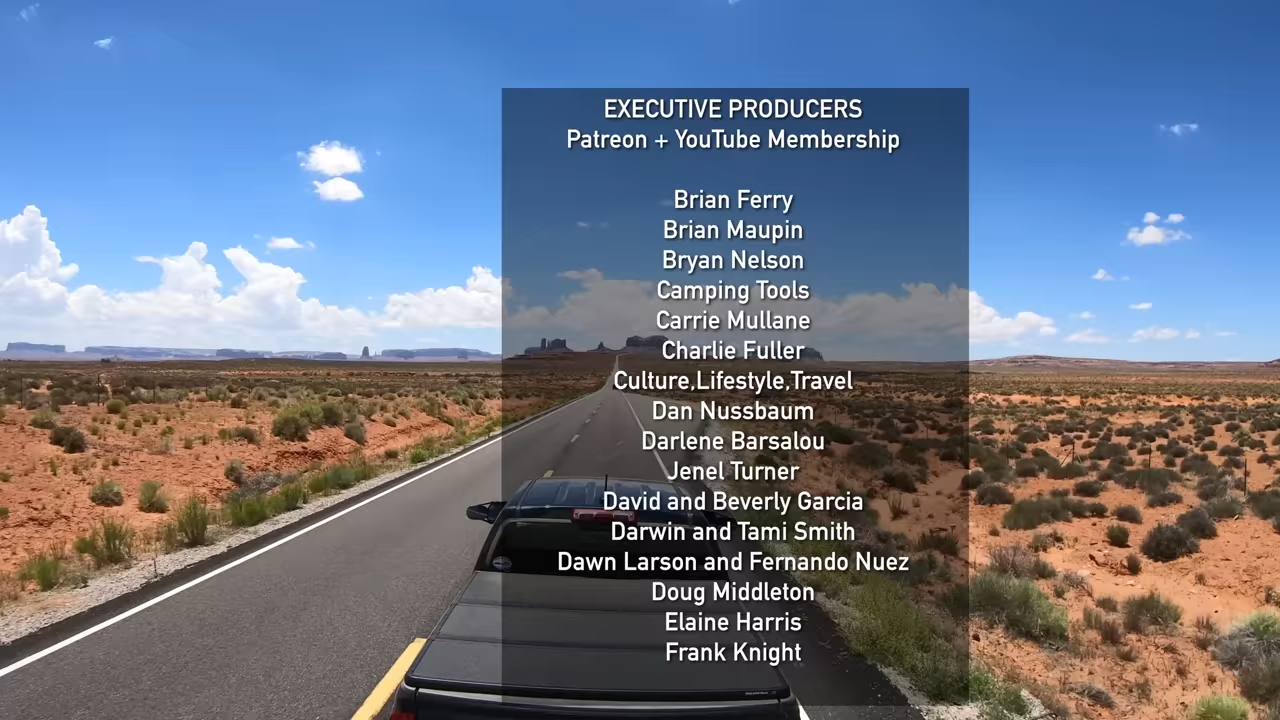 EXECUTIVE PRODUCERS
Patreon + YouTube Membership
Brian Ferry
Brian Maupin
Bryan Nelson
Camping Tools
Carrie Mullane
Charlie Fuller
Culture,Lifestyle,Travel
Dan Nussbaum
Darlene Barsalou
Jenel Turner
David and Beverly Garcia
Darwin and Tami Smith
Dawn Larson and Fernando Nuez
Doug Middleton
Elaine Harris
Frank Knight